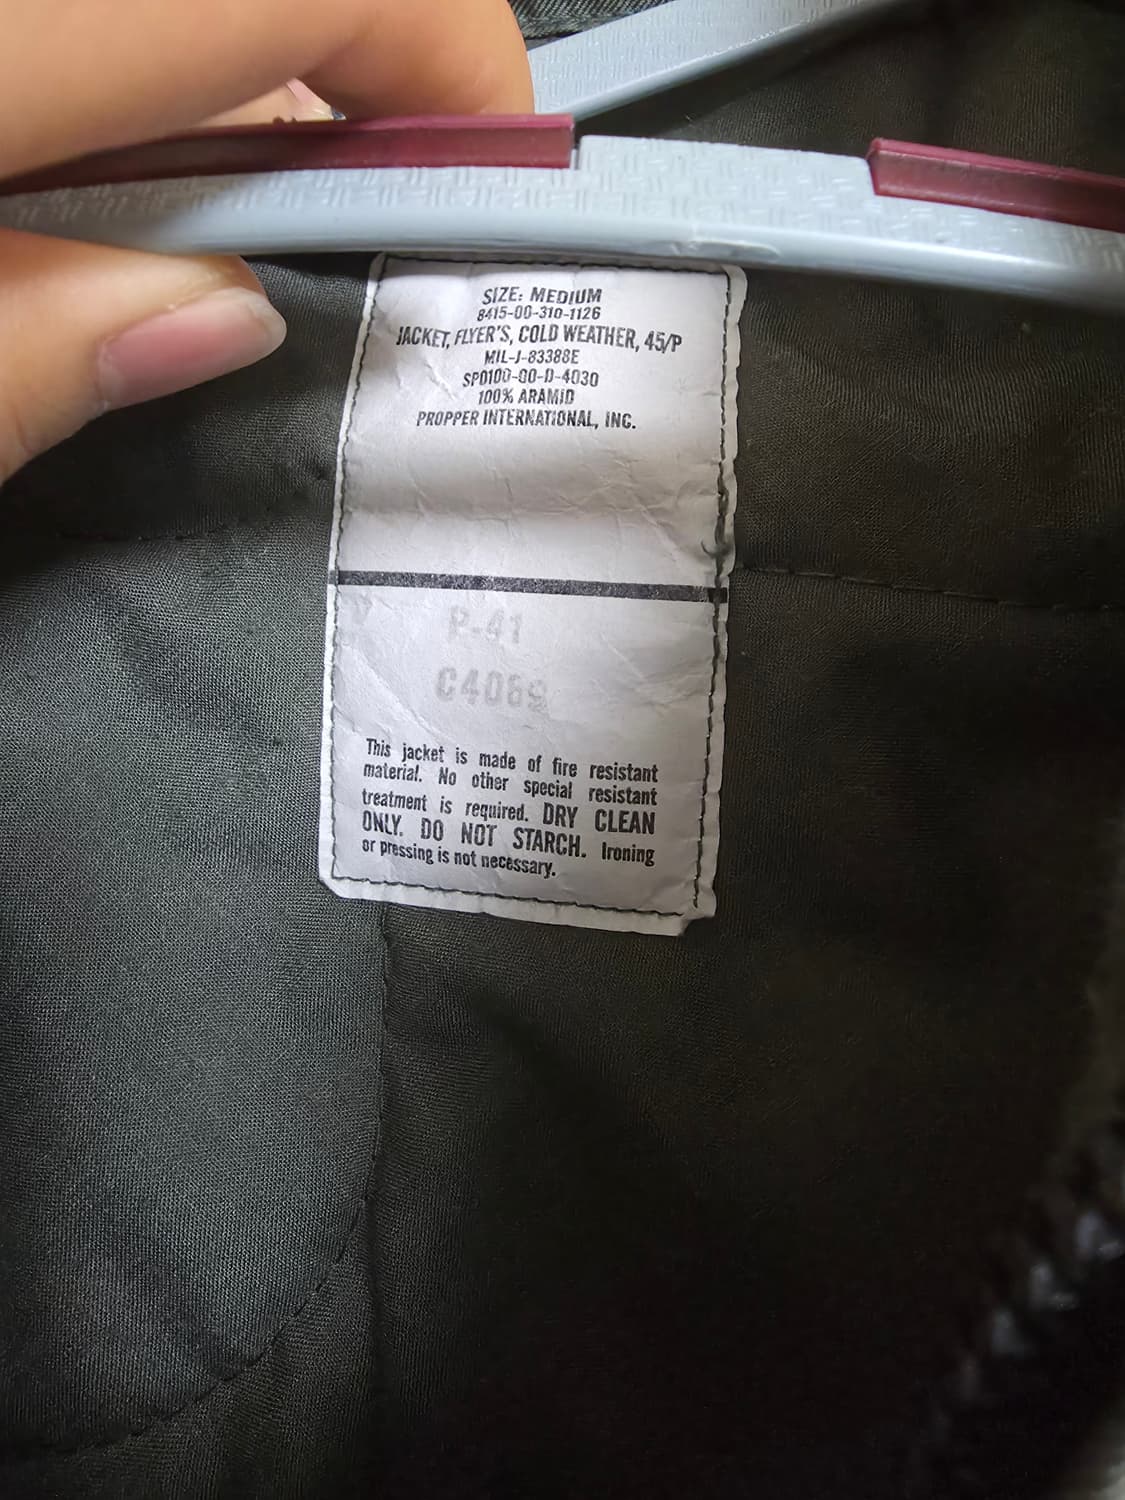 SIZE: MEDIUM
8415-00-310-1126
JACKET, FLYER'S, COLD WEATHER, 45/P
MIL-J-83388E
SP0100-00-D-4030
100% ARAMID
PROPPER INTERNATIONAL, INC.
P-41
C4069
This jacket is made of fire resistant
material. No other special resistant
treatment is required. DRY CLEAN
ONLY. DO NOT STARCH. Ironing
or pressing is not necessary.